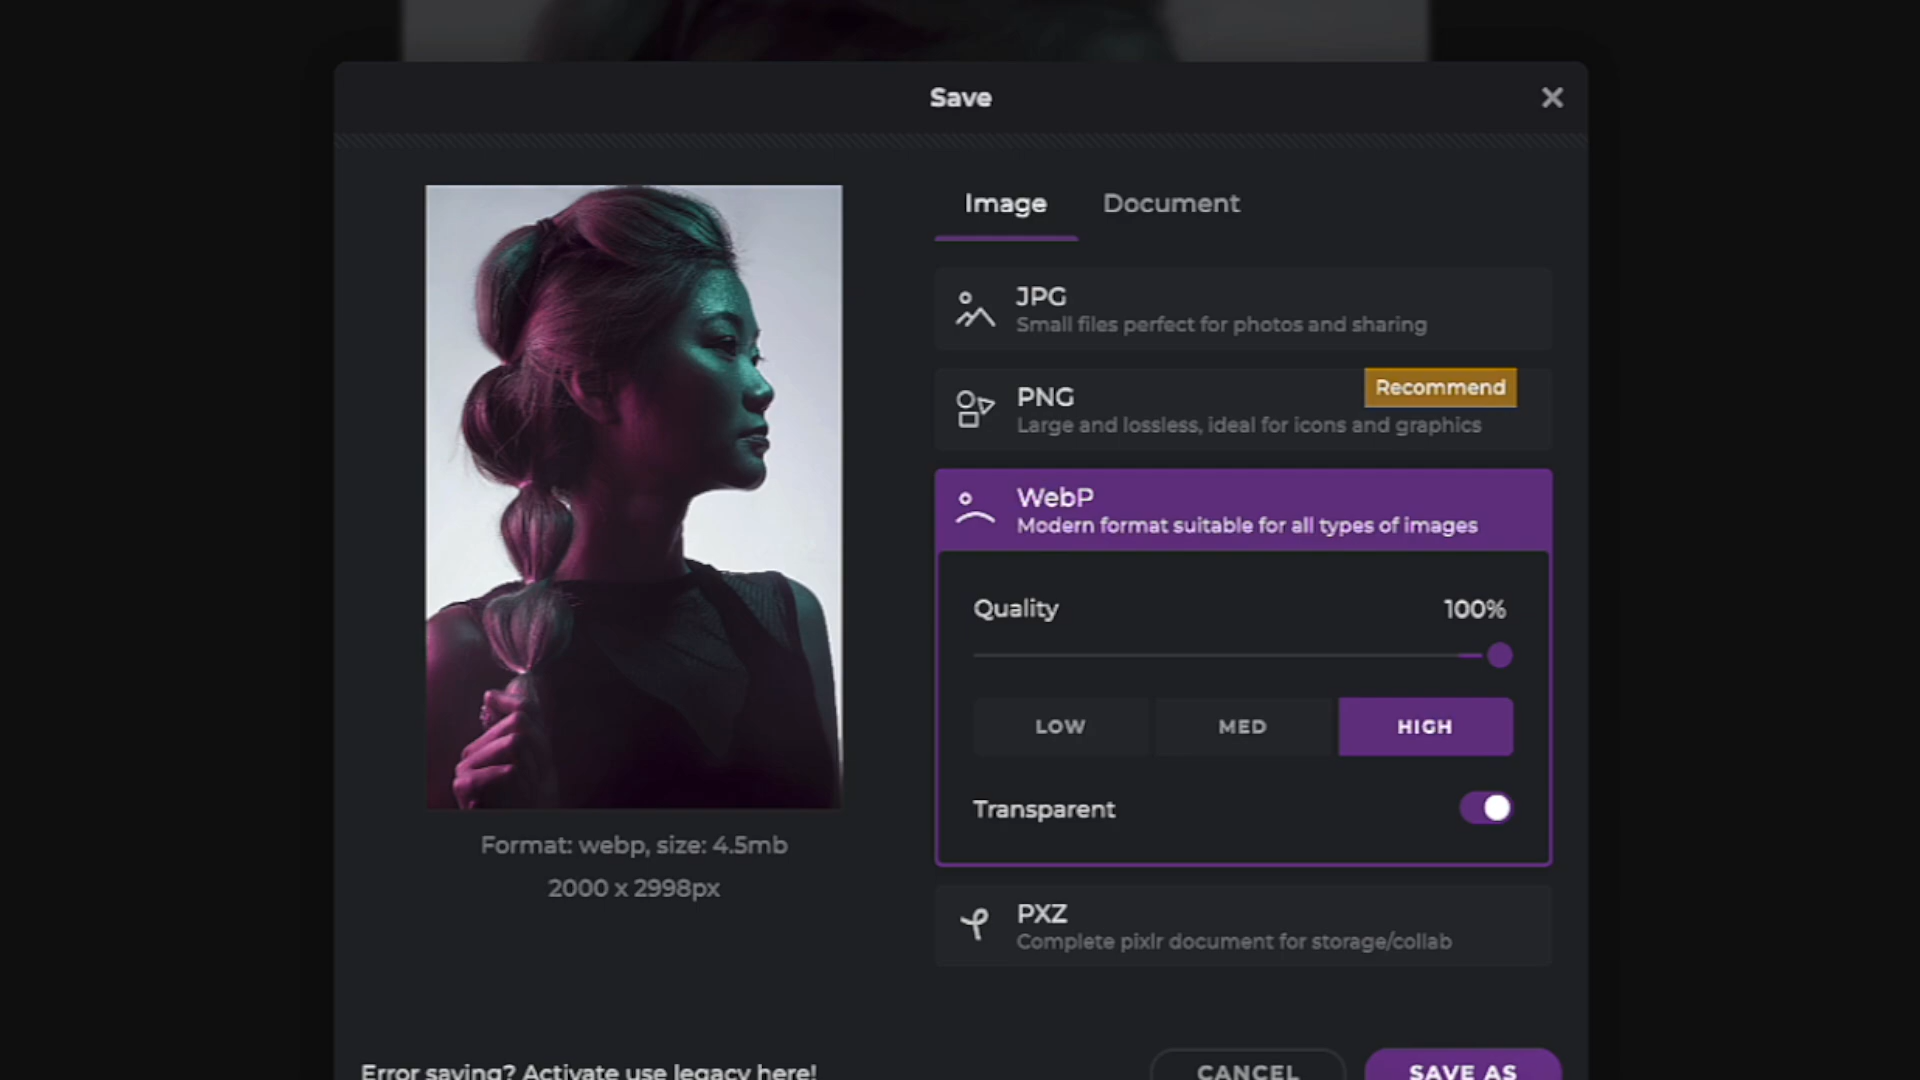 Save
Image
Document
JPG
Small files perfect for photos and sharing
PNG
Recommend
Large and lossless, ideal for icons and graphics
WebP
Modern format suitable for all types of images
Quality
100%
LOW
MED
HIGH
Transparent
PXZ
Complete pixlr document for storage/collab
Format: webp, size: 4.5mb
2000 x 2998px
Error saving? Activate use legacy here!
CANCEL
SAVE AS